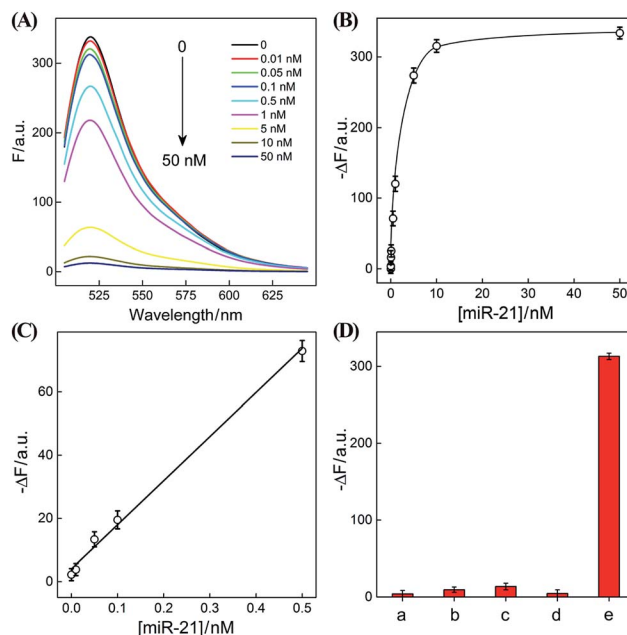 (A)
F/a.u.
300
200
100
0
525
550
575
600
625
Wavelength/nm
0
50 nM
0
0.01 nM
0.05 nM
0.1 nM
0.5 nM
1 nM
5 nM
10 nM
50 nM
(B)
-ΔF/a.u.
300
200
100
0
0
10
20
30
40
50
[miR-21]/nM
(C)
-ΔF/a.u.
60
40
20
0
0.0
0.1
0.2
0.3
0.4
0.5
[miR-21]/nM
(D)
-ΔF/a.u.
300
200
100
0
a
b
c
d
e